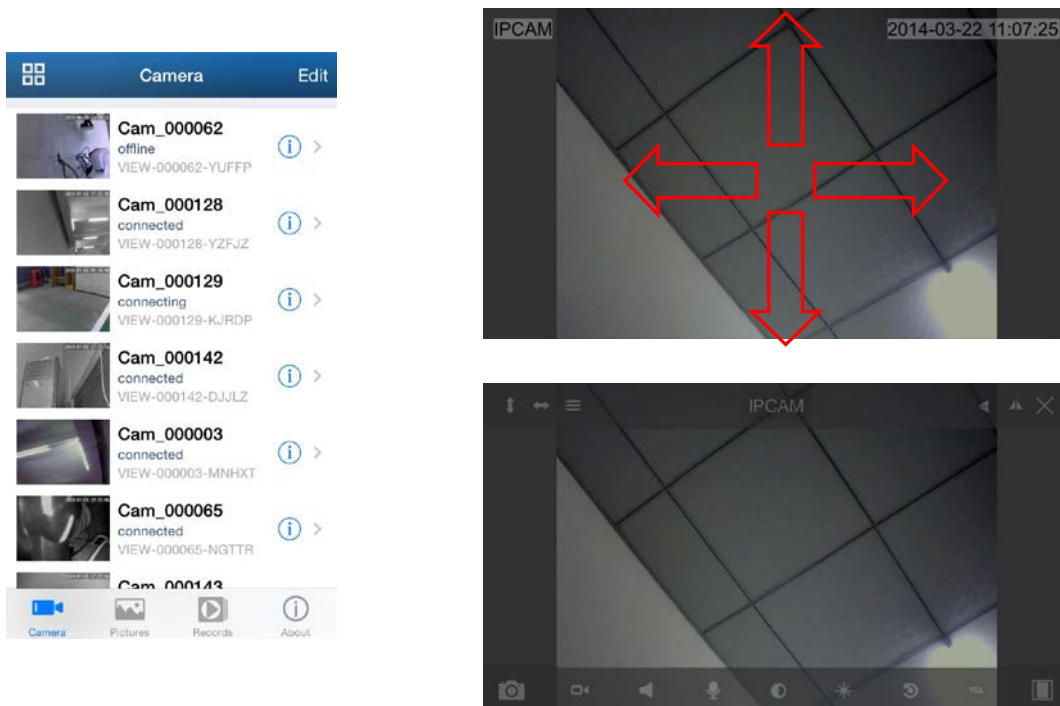 Camera
Edit
Cam_000062
offline
VIEW-000062-YUFFP
Cam_000128
connected
VIEW-000128-YZFJZ
Cam_000129
connecting
VIEW-000129-KJRDP
Cam_000142
connected
VIEW-000142-DJJLZ
Cam_000003
connected
VIEW-000003-MNHXT
Cam_000065
connected
VIEW-000065-NGTTR
Cam_000143
Camera
Pictures
Records
About
IPCAM
2014-03-22 11:07:25
IPCAM
VGA